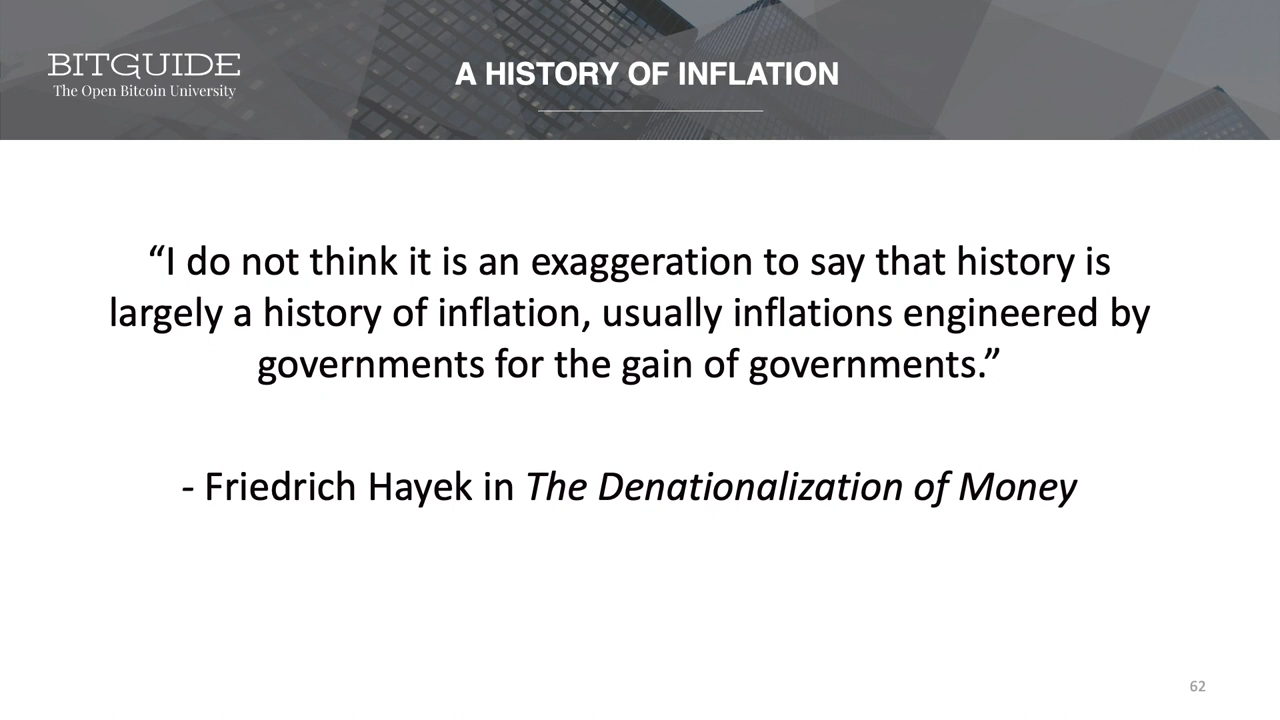 BITGUIDE
The Open Bitcoin University
A HISTORY OF INFLATION
“I do not think it is an exaggeration to say that history is
largely a history of inflation, usually inflations engineered by
governments for the gain of governments.”
- Friedrich Hayek in The Denationalization of Money
62